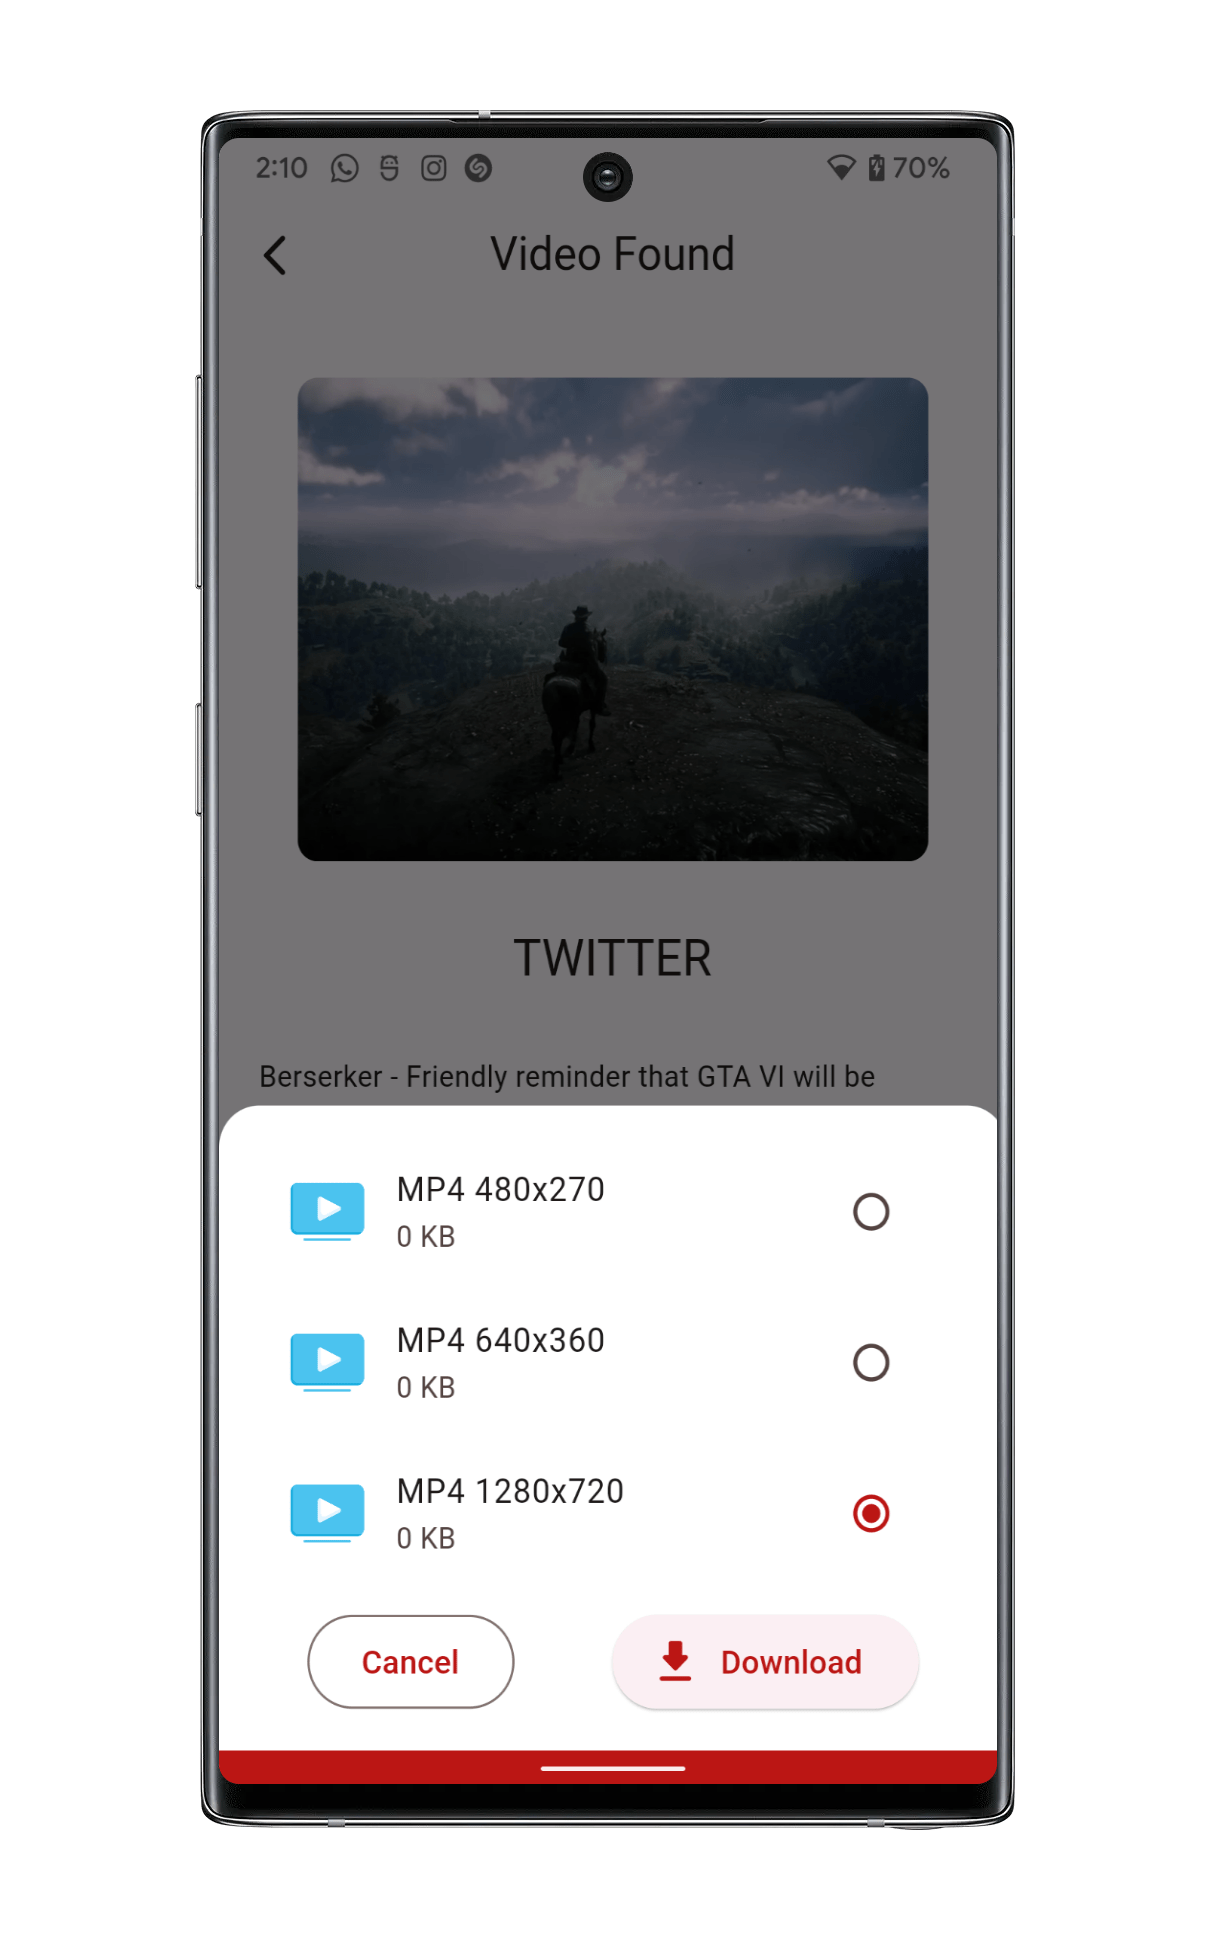 2:10
70%
Video Found
TWITTER
Berserker - Friendly reminder that GTA VI will be
MP4 480x270
0 KB
MP4 640x360
0 KB
MP4 1280x720
0 KB
Cancel
Download